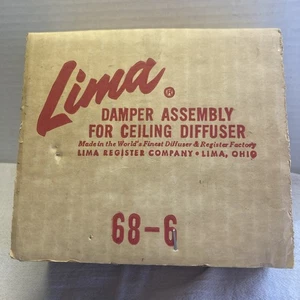 Lima ®
DAMPER ASSEMBLY
FOR CEILING DIFFUSER
Made in the World's Finest Diffuser & Register Factory
LIMA REGISTER COMPANY • LIMA, OHIO
68-6